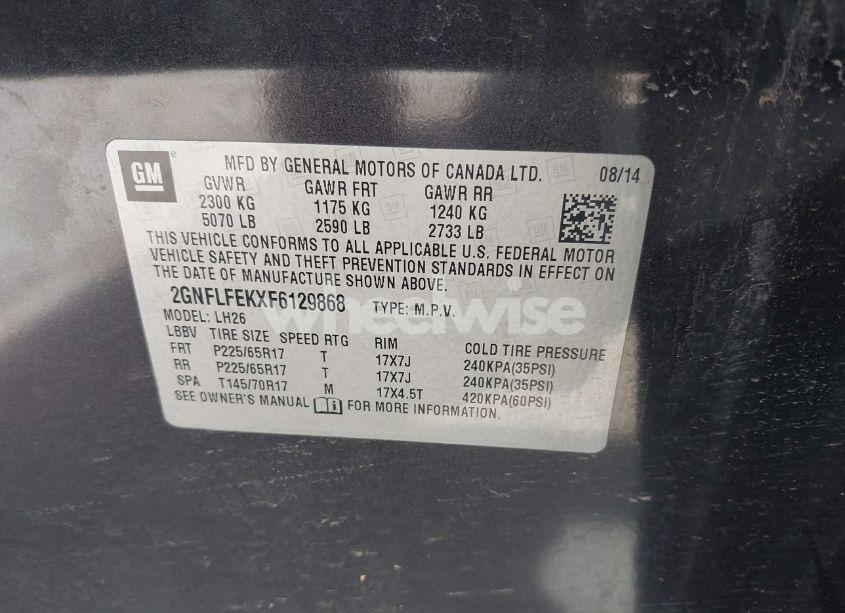 GM
MFD BY GENERAL MOTORS OF CANADA LTD. 08/14
GVWR GAWR FRT GAWR RR
2300 KG 1175 KG 1240 KG
5070 LB 2590 LB 2733 LB
THIS VEHICLE CONFORMS TO ALL APPLICABLE U.S. FEDERAL MOTOR
VEHICLE SAFETY AND THEFT PREVENTION STANDARDS IN EFFECT ON
THE DATE OF MANUFACTURE SHOWN ABOVE.
2GNFLFEKXF6129868 TYPE: M.P.V.
MODEL: LH26
wheelwise
LBBV TIRE SIZE SPEED RTG RIM COLD TIRE PRESSURE
FRT P225/65R17 T 17X7J 240KPA(35PSI)
RR P225/65R17 T 17X7J 240KPA(35PSI)
SPA T145/70R17 M 17X4.5T 420KPA(60PSI)
SEE OWNER'S MANUAL FOR MORE INFORMATION.